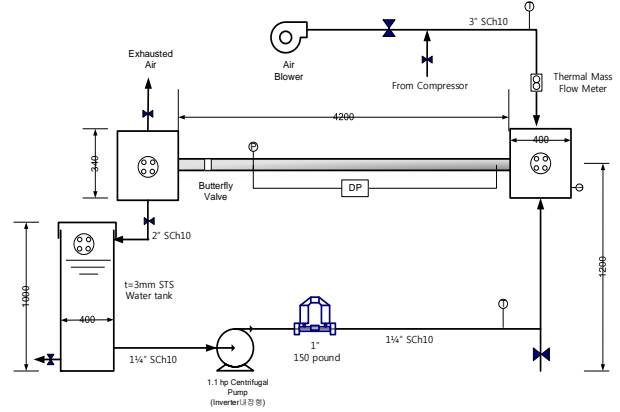 3" SCh10
T
Exhausted
Air
Air
Blower
From Compressor
Thermal Mass
Flow Meter
4200
400
340
P
DP
Butterfly
Valve
2" SCh10
1000
t=3mm STS
Water tank
400
1200
T
1"
150 pound
1¼" SCh10
1¼" SCh10
1.1 hp Centrifugal
Pump
(Inverter내장형)